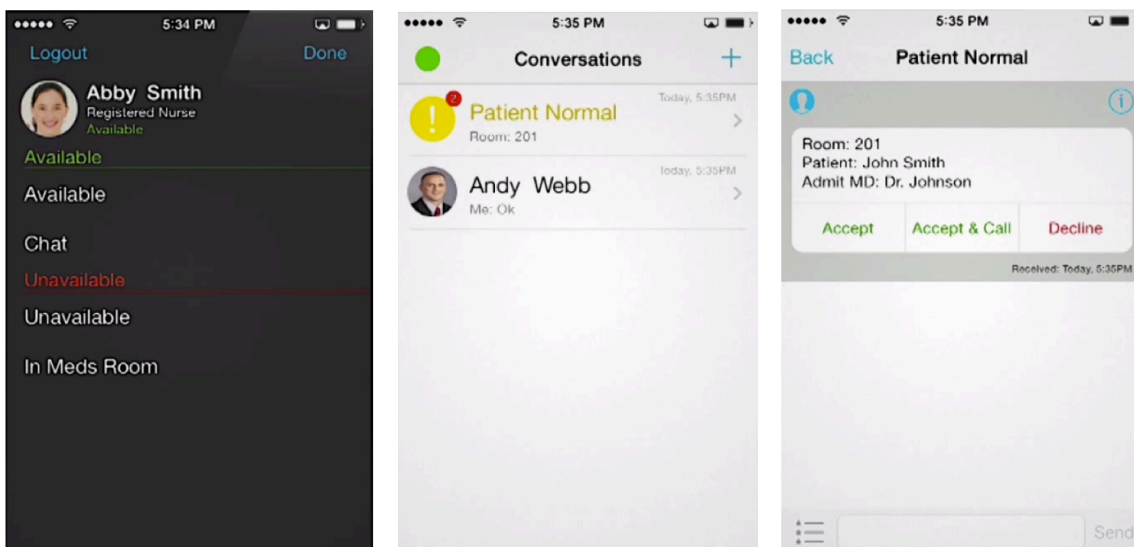 5:34 PM
Logout
Done
Abby Smith
Registered Nurse
Available
Available
Available
Chat
Unavailable
Unavailable
In Meds Room
5:35 PM
Conversations
+
!
2
Patient Normal
Today, 5:35PM
Room: 201
Andy Webb
Today, 5:35PM
Me: Ok
5:35 PM
Back
Patient Normal
i
Room: 201
Patient: John Smith
Admit MD: Dr. Johnson
Accept
Accept & Call
Decline
Received: Today, 5:35PM
Send